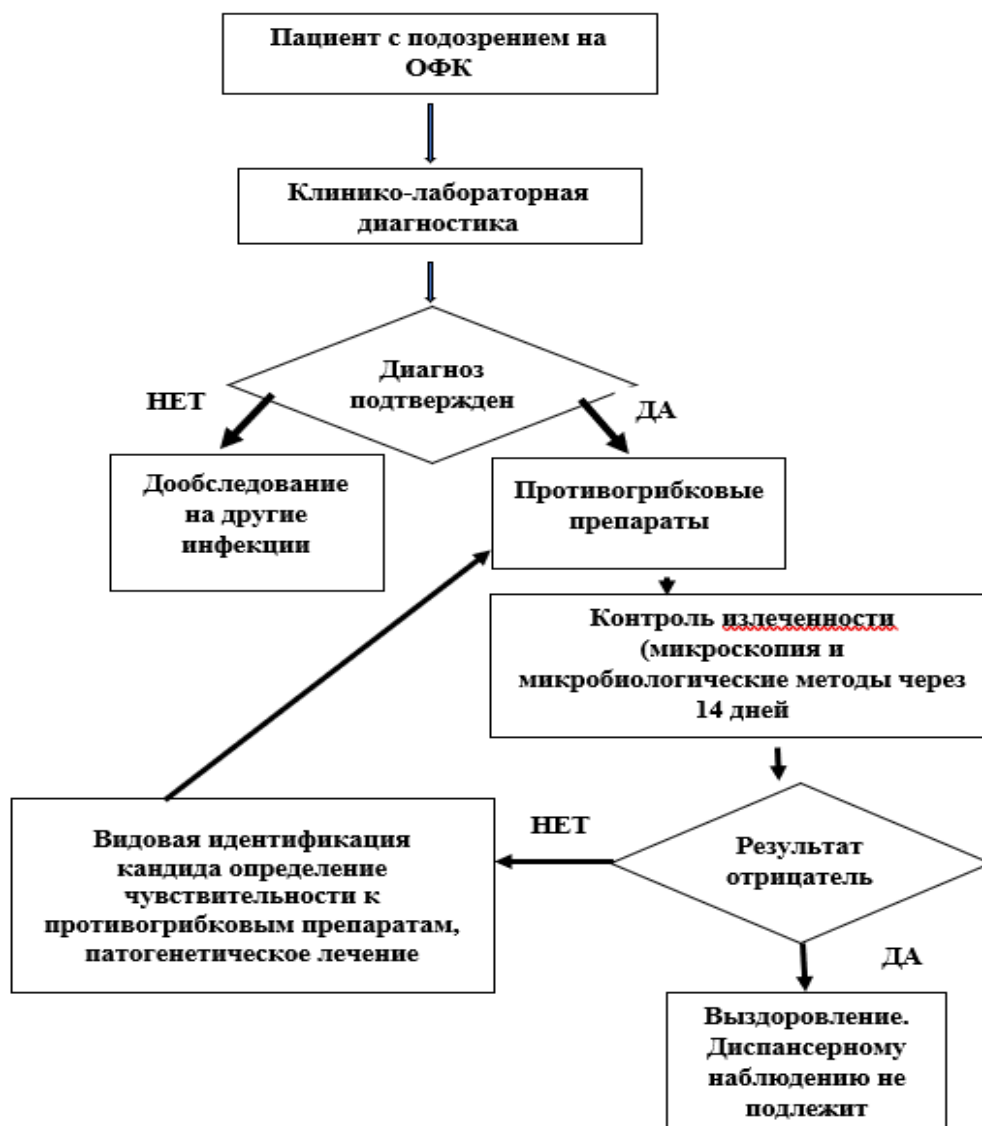 Пациент с подозрением на
ОФК
Клинико-лабораторная
диагностика
Диагноз
подтвержден
НЕТ
ДА
Дообследование
на другие
инфекции
Противогрибковые
препараты
Контроль излеченности
(микроскопия и
микробиологические методы через
14 дней
Видовая идентификация
кандида определение
чувствительности к
противогрибковым препаратам,
патогенетическое лечение
НЕТ
Результат
отрицатель
ДА
Выздоровление.
Диспансерному
наблюдению не
подлежит